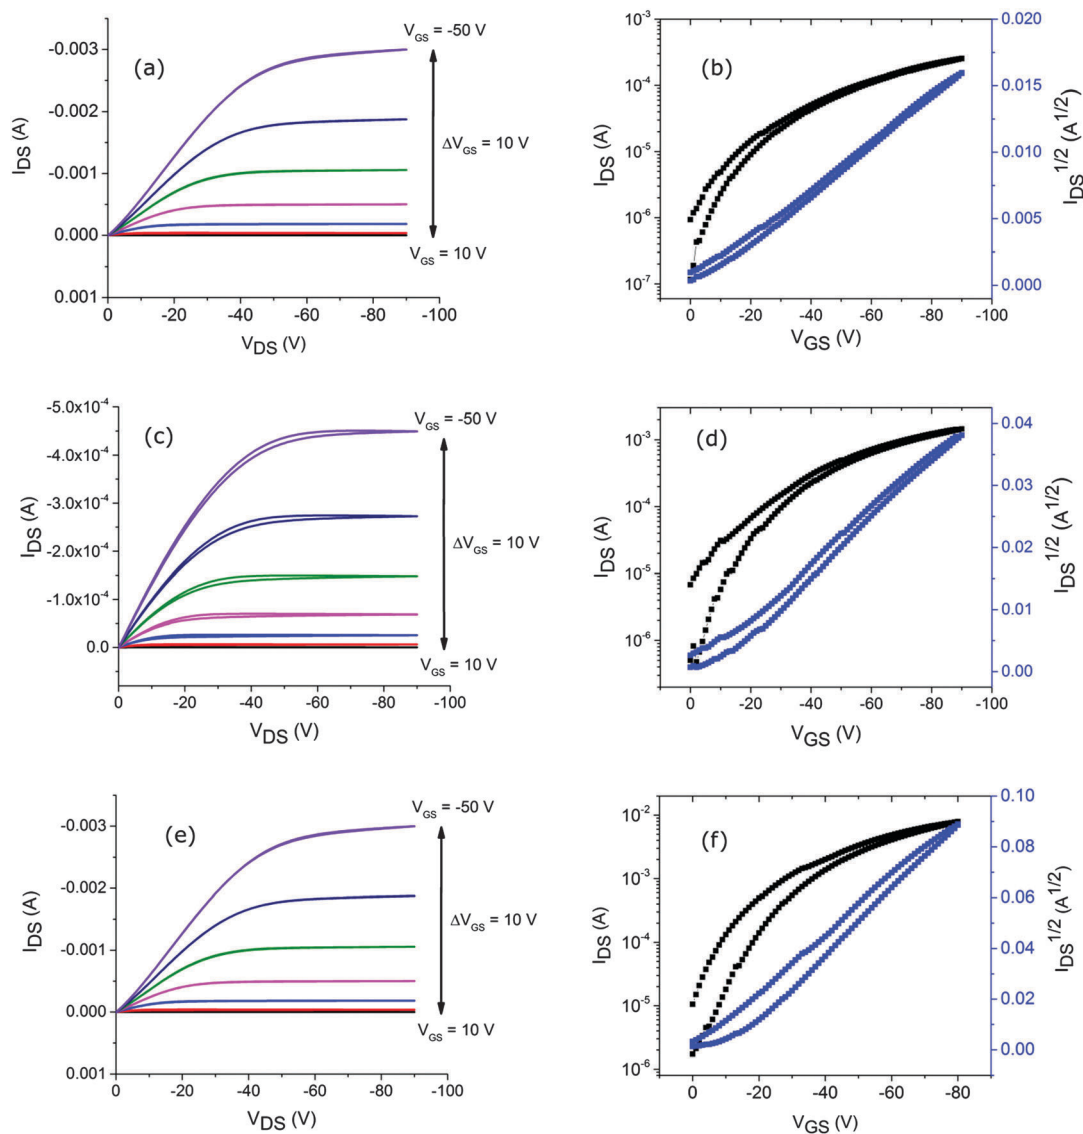 (a)
V_GS = -50 V
ΔV_GS = 10 V
V_GS = 10 V
-0.003
-0.002
-0.001
0.000
0.001
I_DS (A)
0 -20 -40 -60 -80 -100
V_DS (V)
(b)
10^-3
10^-4
10^-5
10^-6
10^-7
I_DS (A)
0.020
0.015
0.010
0.005
0.000
I_DS^1/2 (A^1/2)
0 -20 -40 -60 -80 -100
V_GS (V)
(c)
V_GS = -50 V
ΔV_GS = 10 V
V_GS = 10 V
-5.0x10^-4
-4.0x10^-4
-3.0x10^-4
-2.0x10^-4
-1.0x10^-4
0.0
I_DS (A)
0 -20 -40 -60 -80 -100
V_DS (V)
(d)
10^-3
10^-4
10^-5
10^-6
I_DS (A)
0.04
0.03
0.02
0.01
0.00
I_DS^1/2 (A^1/2)
0 -20 -40 -60 -80 -100
V_GS (V)
(e)
V_GS = -50 V
ΔV_GS = 10 V
V_GS = 10 V
-0.003
-0.002
-0.001
0.000
0.001
I_DS (A)
0 -20 -40 -60 -80 -100
V_DS (V)
(f)
10^-2
10^-3
10^-4
10^-5
10^-6
I_DS (A)
0.10
0.08
0.06
0.04
0.02
0.00
I_DS^1/2 (A^1/2)
0 -20 -40 -60 -80
V_GS (V)